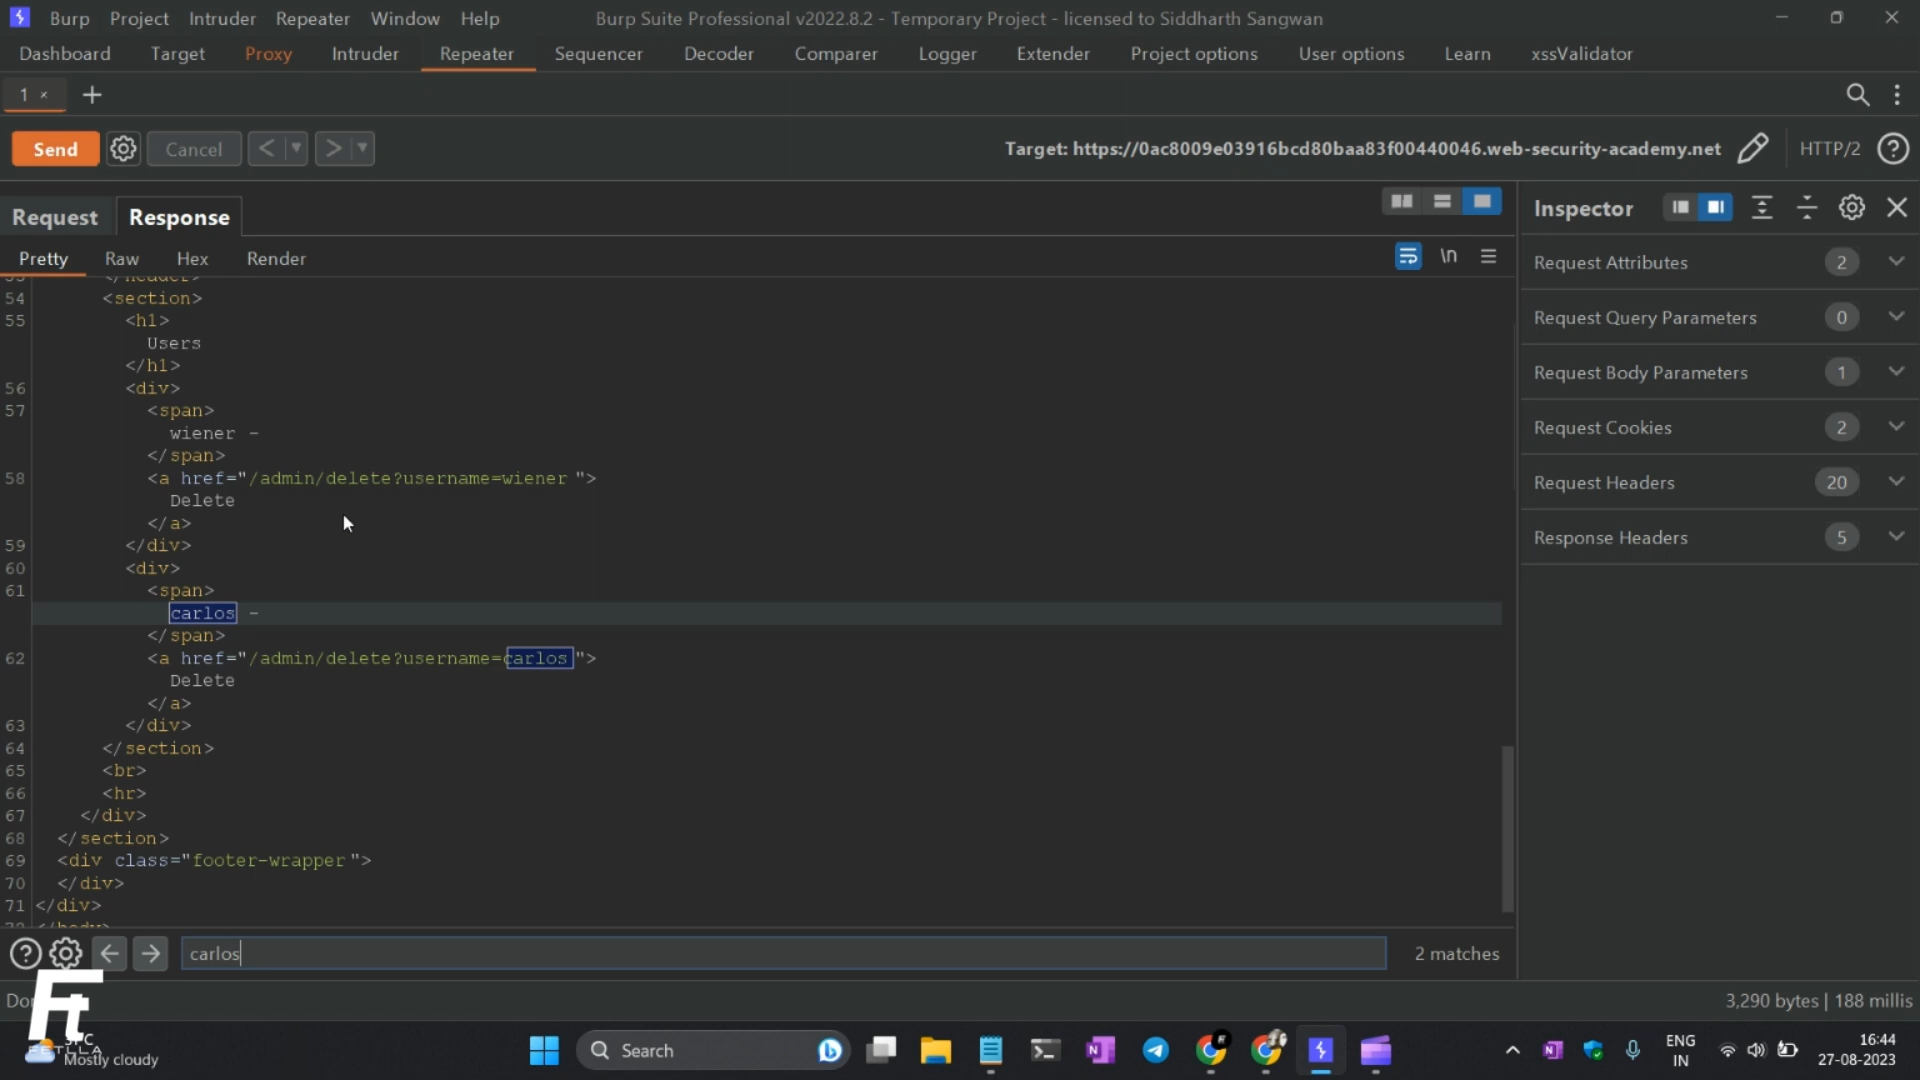 Burp Project Intruder Repeater Window Help Burp Suite Professional v2022.8.2 - Temporary Project - licensed to Siddharth Sangwan
Dashboard Target Proxy Intruder Repeater Sequencer Decoder Comparer Logger Extender Project options User options Learn xssValidator
1 ×
Send Cancel < > Target: https://0ac8009e03916bcd80baa83f00440046.web-security-academy.net HTTP/2
Request Response
Inspector
Pretty Raw Hex Render \n
Request Attributes 2
Request Query Parameters 0
Request Body Parameters 1
Request Cookies 2
Request Headers 20
Response Headers 5
53 </header>
54 <section>
55 <h1>
Users
</h1>
56 <div>
57 <span>
wiener -
</span>
58 <a href="/admin/delete?username=wiener ">
Delete
</a>
59 </div>
60 <div>
61 <span>
carlos -
</span>
62 <a href="/admin/delete?username=carlos ">
Delete
</a>
63 </div>
64 </section>
65 <br>
66 <hr>
67 </div>
68 </section>
69 <div class="footer-wrapper ">
70 </div>
71 </div>
72 </body>
carlos 2 matches
3,290 bytes | 188 millis
Ft
FETLLA
Mostly cloudy
Search
ENG
IN
16:44
27-08-2023